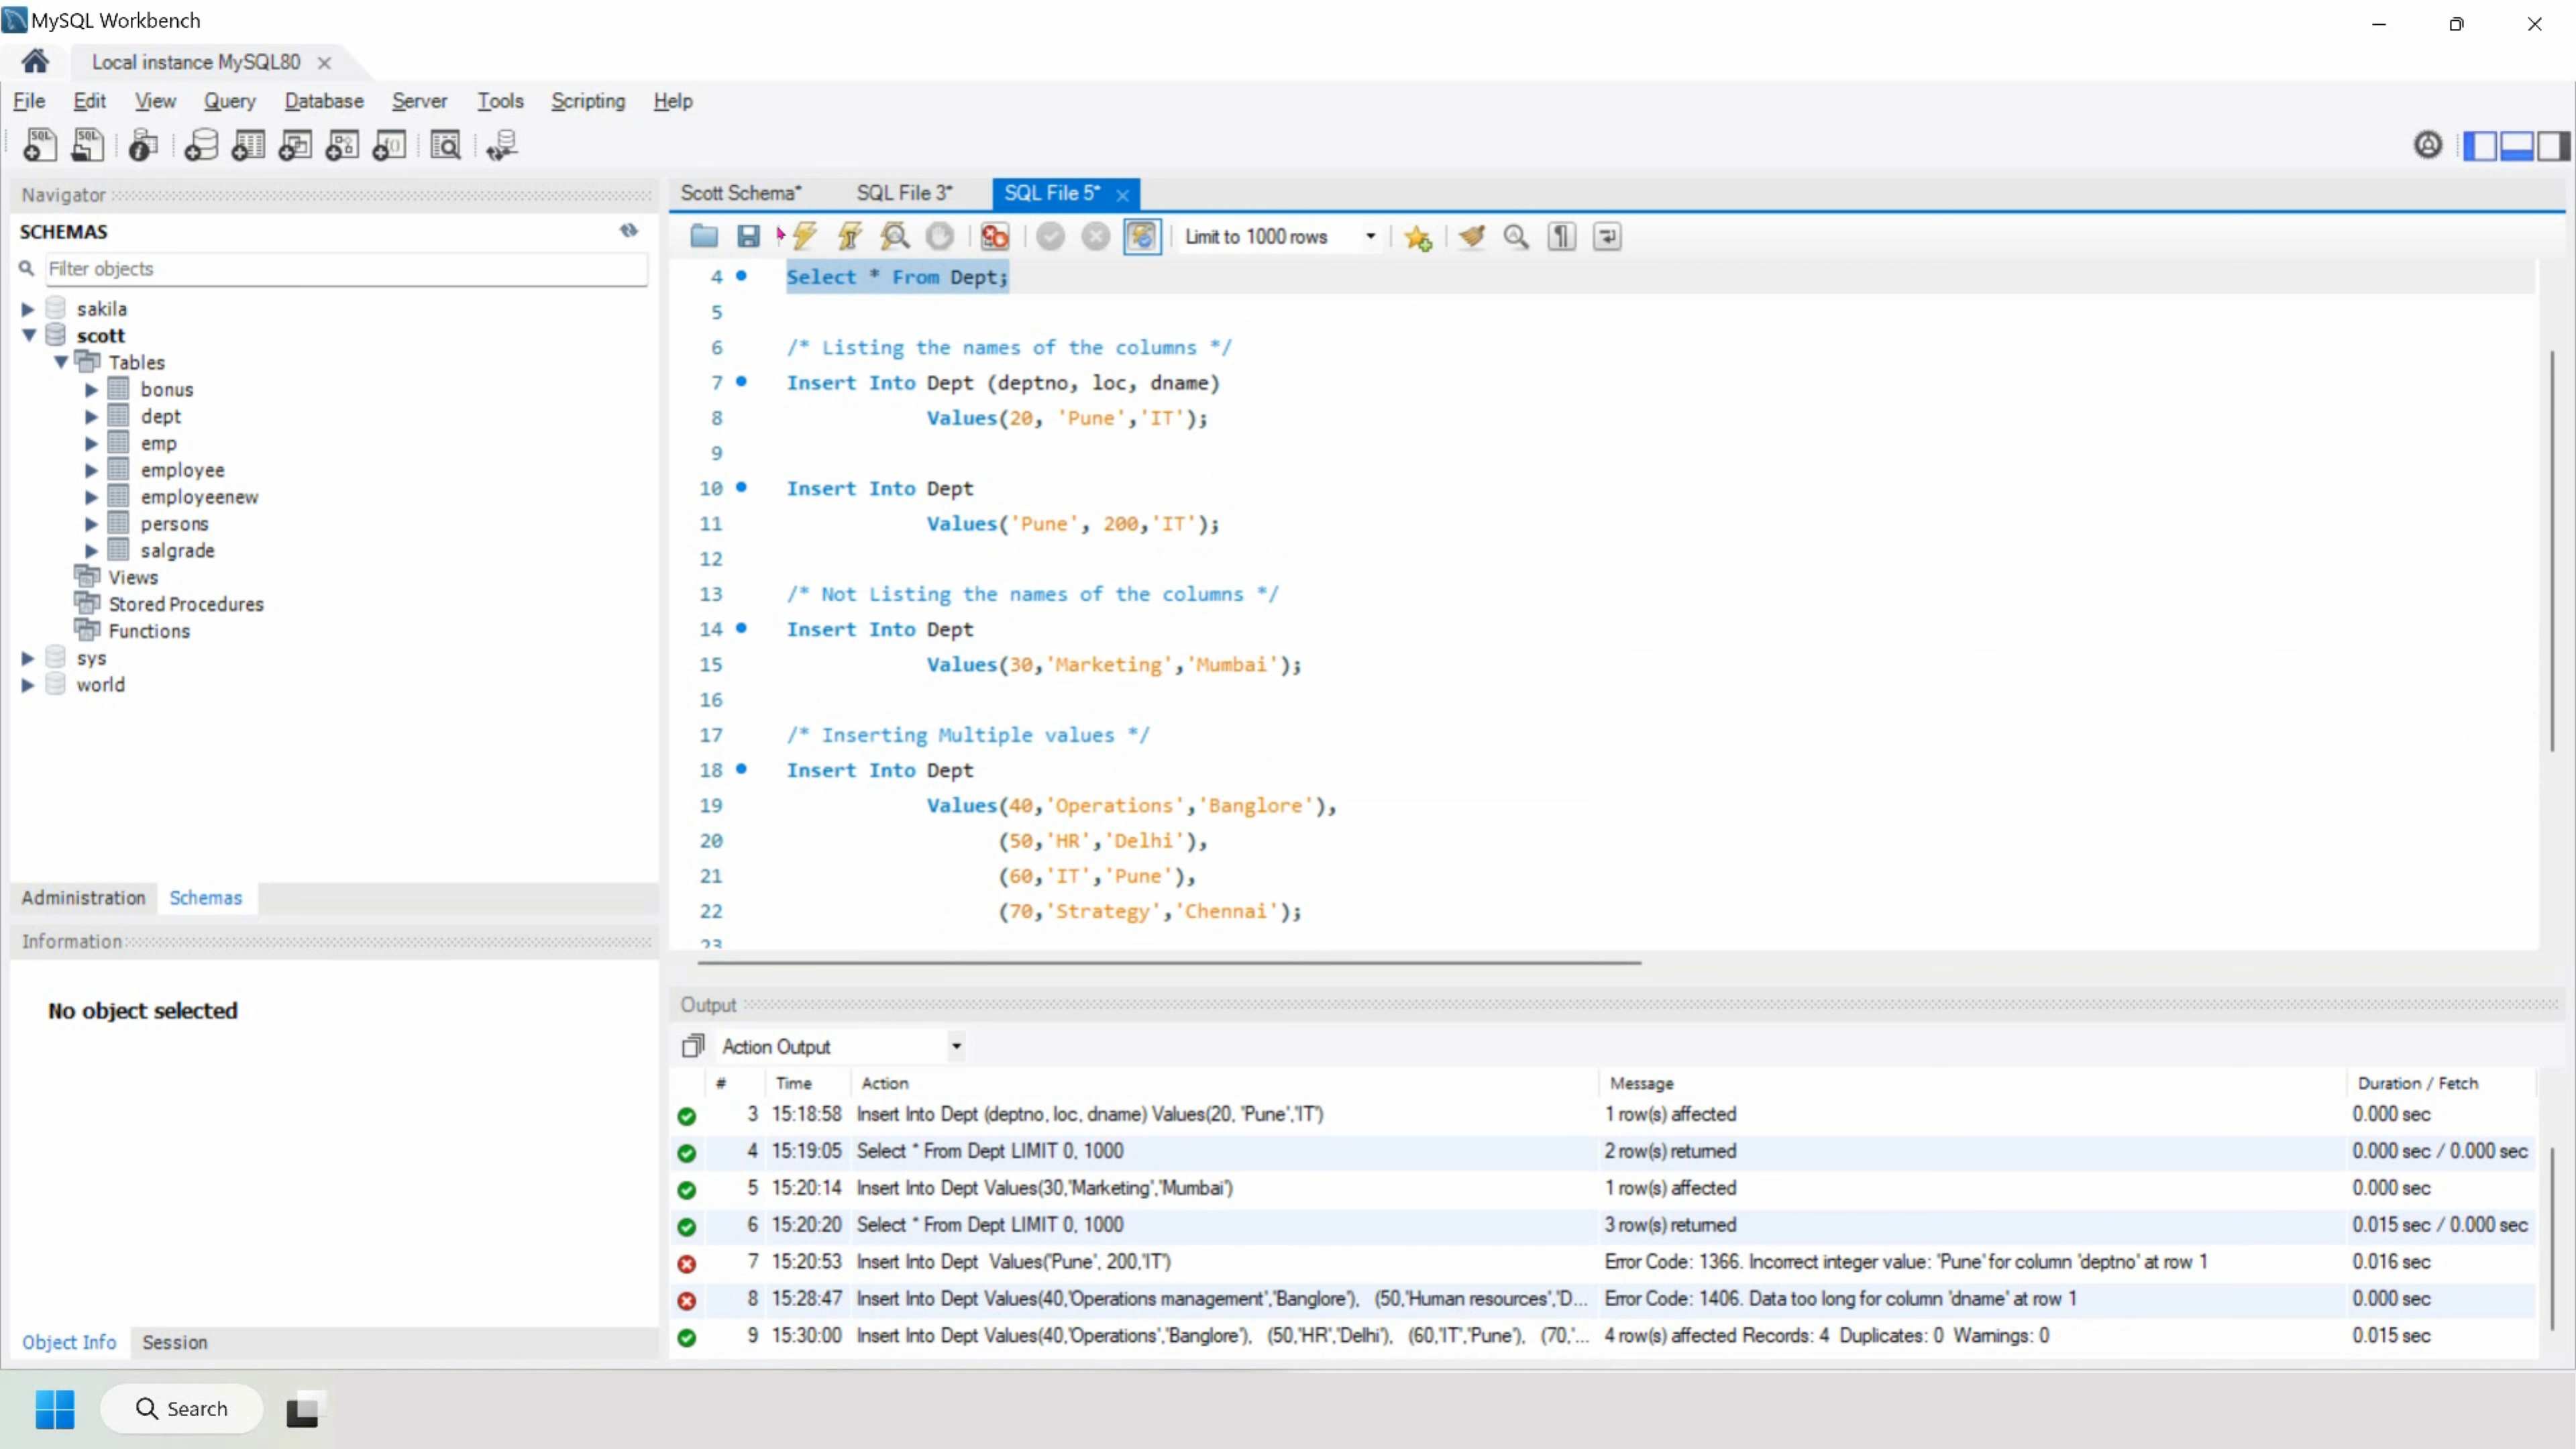 MySQL Workbench
Local instance MySQL80
File Edit View Query Database Server Tools Scripting Help
Navigator
SCHEMAS
Filter objects
sakila
scott
Tables
bonus
dept
emp
employee
employeenew
persons
salgrade
Views
Stored Procedures
Functions
sys
world
Administration Schemas
Information
No object selected
Object Info Session
Scott Schema* SQL File 3* SQL File 5*
Limit to 1000 rows
4 Select * From Dept;
5
6 /* Listing the names of the columns */
7 Insert Into Dept (deptno, loc, dname)
8 Values(20, 'Pune','IT');
9
10 Insert Into Dept
11 Values('Pune', 200,'IT');
12
13 /* Not Listing the names of the columns */
14 Insert Into Dept
15 Values(30,'Marketing','Mumbai');
16
17 /* Inserting Multiple values */
18 Insert Into Dept
19 Values(40,'Operations','Banglore'),
20 (50,'HR','Delhi'),
21 (60,'IT','Pune'),
22 (70,'Strategy','Chennai');
23
Output
Action Output
# Time Action Message Duration / Fetch
3 15:18:58 Insert Into Dept (deptno, loc, dname) Values(20, 'Pune','IT') 1 row(s) affected 0.000 sec
4 15:19:05 Select * From Dept LIMIT 0, 1000 2 row(s) returned 0.000 sec / 0.000 sec
5 15:20:14 Insert Into Dept Values(30,'Marketing','Mumbai') 1 row(s) affected 0.000 sec
6 15:20:20 Select * From Dept LIMIT 0, 1000 3 row(s) returned 0.015 sec / 0.000 sec
7 15:20:53 Insert Into Dept Values('Pune', 200,'IT') Error Code: 1366. Incorrect integer value: 'Pune' for column 'deptno' at row 1 0.016 sec
8 15:28:47 Insert Into Dept Values(40,'Operations management','Banglore'), (50,'Human resources','D... Error Code: 1406. Data too long for column 'dname' at row 1 0.000 sec
9 15:30:00 Insert Into Dept Values(40,'Operations','Banglore'), (50,'HR','Delhi'), (60,'IT','Pune'), (70,'... 4 row(s) affected Records: 4 Duplicates: 0 Warnings: 0 0.015 sec
Search